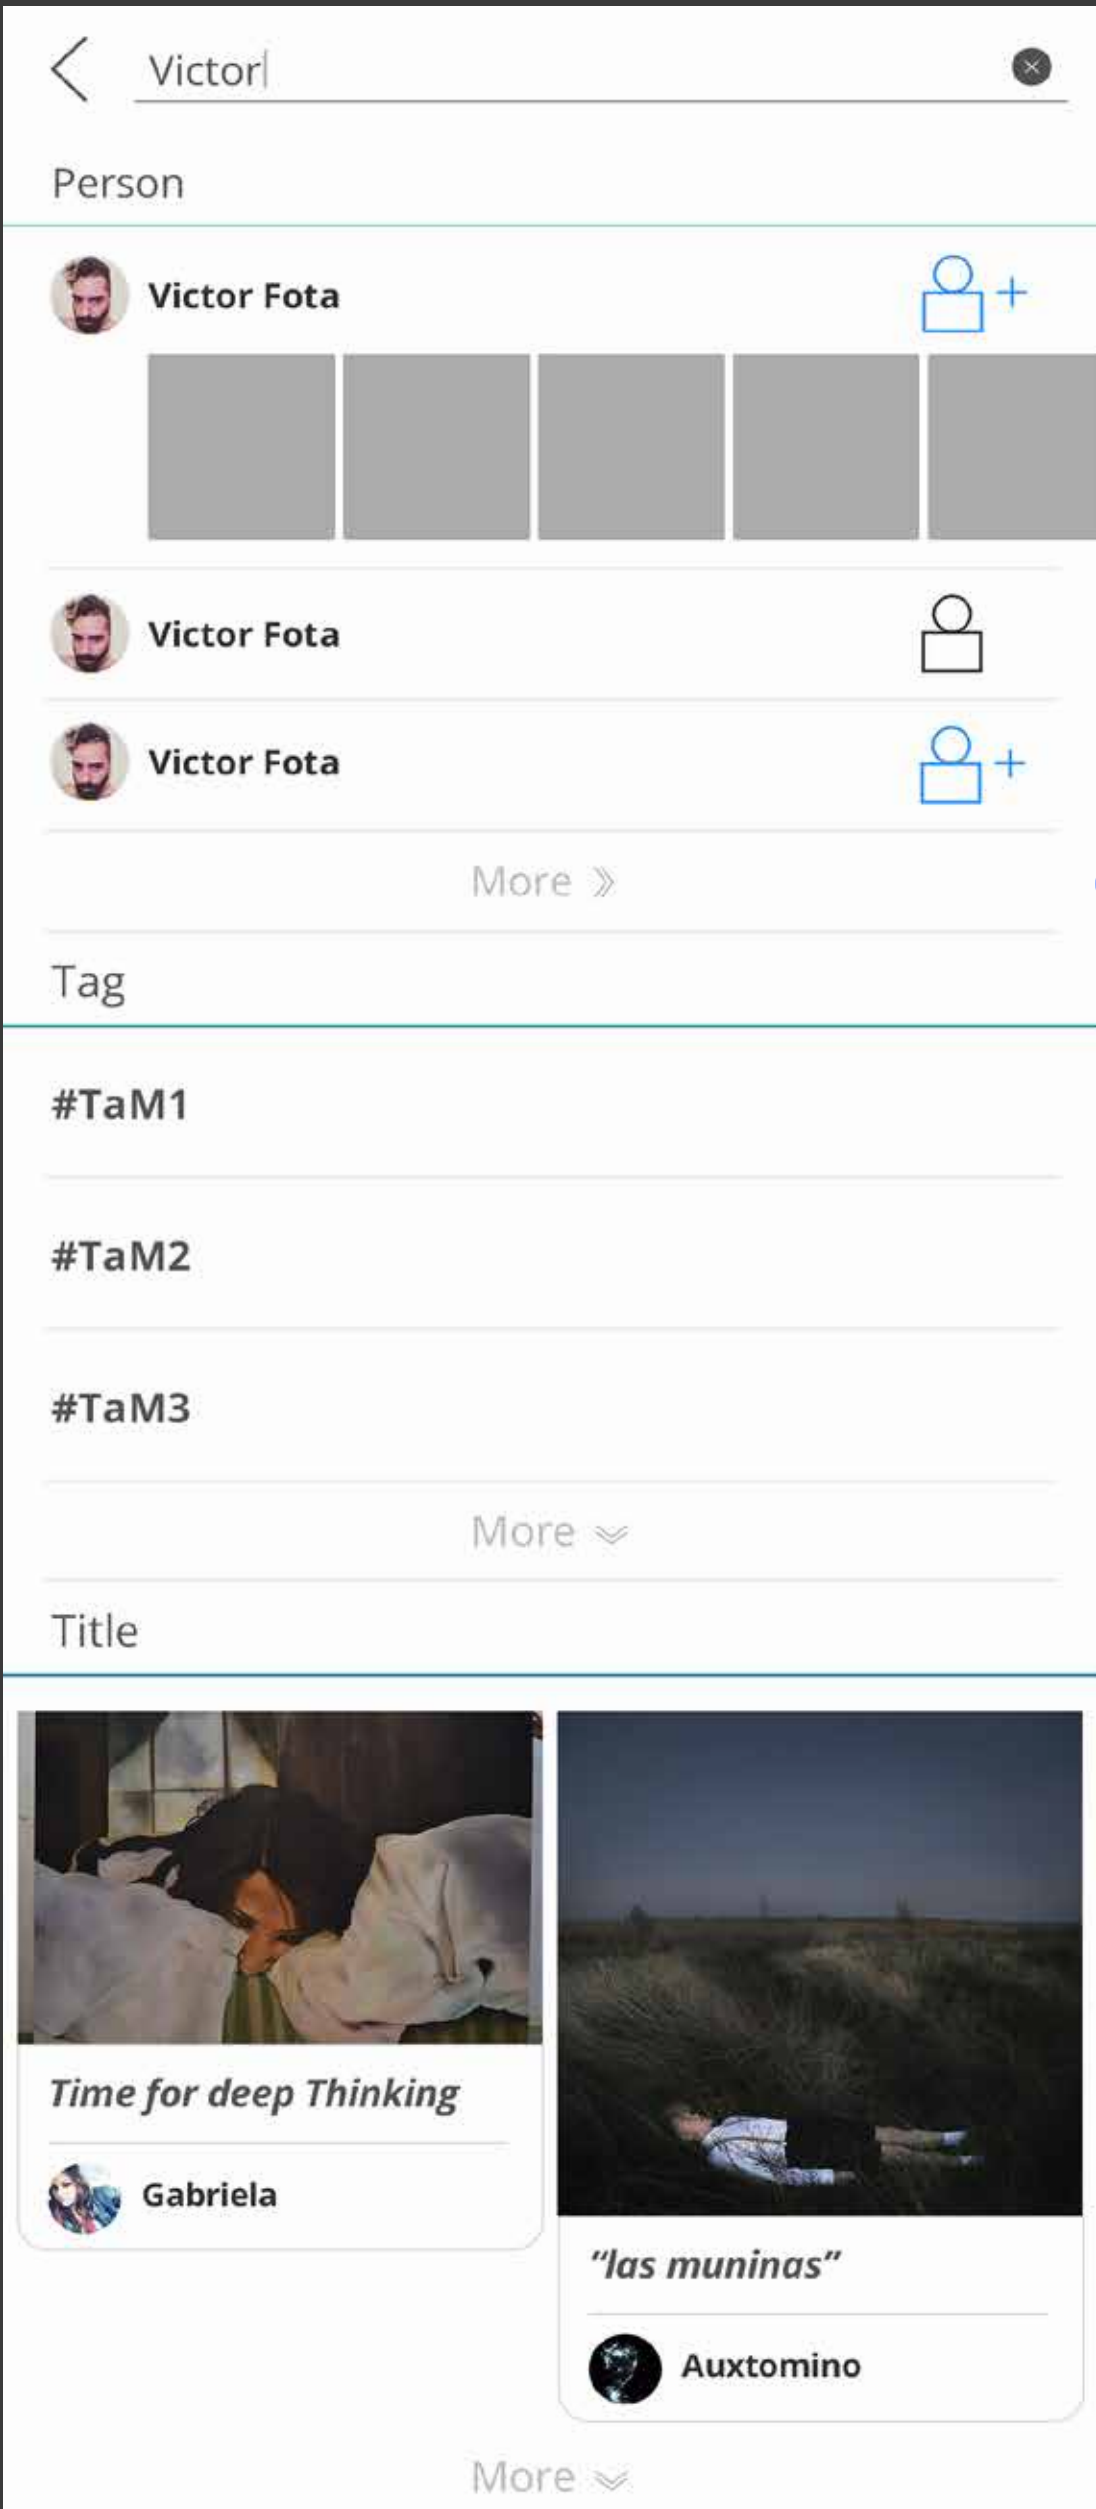 Victor
Person
Victor Fota
Victor Fota
Victor Fota
More
Tag
#TaM1
#TaM2
#TaM3
More
Title
Time for deep Thinking
Gabriela
“las muninas”
Auxtomino
More